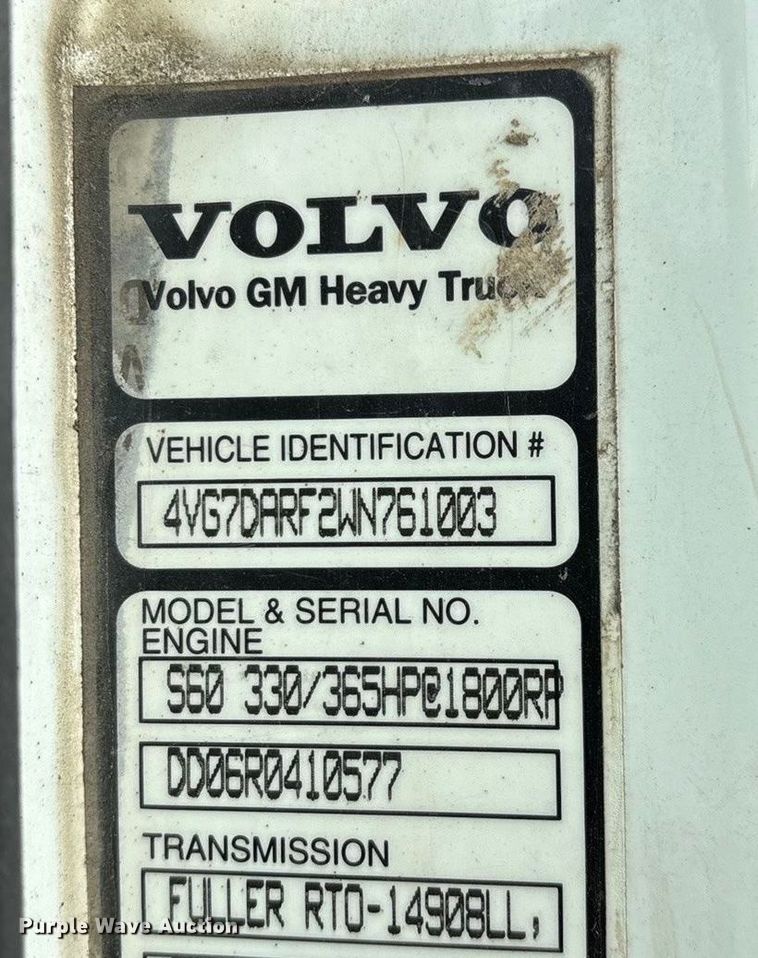 VOLVO
Volvo GM Heavy Truck
VEHICLE IDENTIFICATION #
4VG7DARF2WN761003
MODEL & SERIAL NO.
ENGINE
S60 330/365HP@1800RP
DD06R0410577
TRANSMISSION
FULLER RTO-14908LL,
Purple Wave Auction